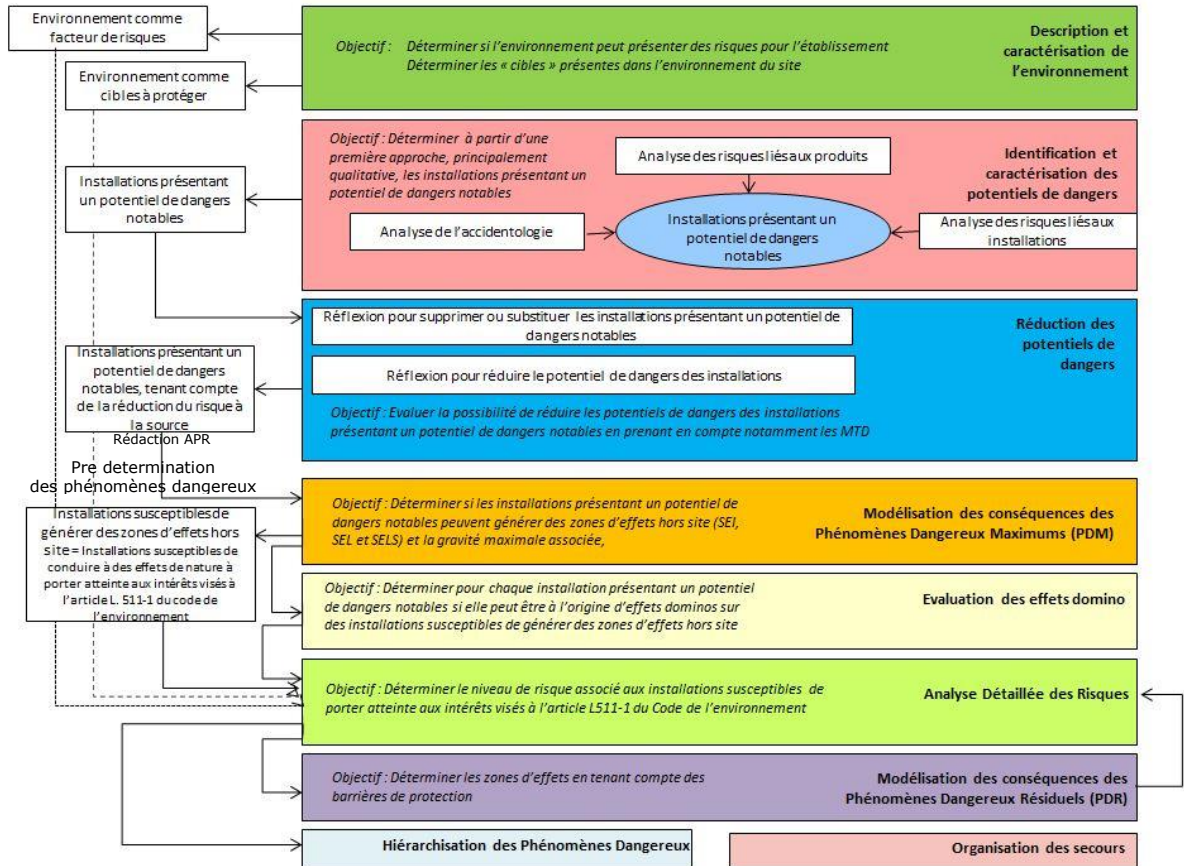 Environnement comme
facteur de risques
Objectif : Déterminer si l'environnement peut présenter des risques pour l'établissement
Déterminer les « cibles » présentes dans l'environnement du site
Description et
caractérisation de
l'environnement
Environnement comme
cibles à protéger
Objectif : Déterminer à partir d'une
première approche, principalement
qualitative, les installations présentant un
potentiel de dangers notables
Analyse des risques liés aux produits
Identification et
caractérisation des
potentiels de dangers
Installations présentant
un potentiel de dangers
notables
Analyse de l'accidentologie
Installations présentant un
potentiel de dangers
notables
Analyse des risques liés aux
installations
Réflexion pour supprimer ou substituer les installations présentant un potentiel de
dangers notables
Réduction des
potentiels de
dangers
Installations présentant un
potentiel de dangers
notables, tenant compte
de la réduction du risque à
la source
Réflexion pour réduire le potentiel de dangers des installations
Objectif : Evaluer la possibilité de réduire les potentiels de dangers des installations
présentant un potentiel de dangers notables en prenant en compte notamment les MTD
Rédaction APR
Pre determination
des phénomènes dangereux
Objectif : Déterminer si les installations présentant un potentiel de
dangers notables peuvent générer des zones d'effets hors site (SEI,
SEL et SELS) et la gravité maximale associée,
Modélisation des conséquences des
Phénomènes Dangereux Maximums (PDM)
Installations susceptibles de
générer des zones d'effets hors
site = Installations susceptibles de
conduire à des effets de nature à
porter atteinte aux intérêts visés à
l'article L. 511-1 du code de
l'environnement
Objectif : Déterminer pour chaque installation présentant un potentiel
de dangers notables si elle peut être à l'origine d'effets dominos sur
des installations susceptibles de générer des zones d'effets hors site
Evaluation des effets domino
Objectif : Déterminer le niveau de risque associé aux installations susceptibles de
porter atteinte aux intérêts visés à l'article L511-1 du Code de l'environnement
Analyse Détaillée des Risques
Objectif : Déterminer les zones d'effets en tenant compte des
barrières de protection
Modélisation des conséquences des
Phénomènes Dangereux Résiduels (PDR)
Hiérarchisation des Phénomènes Dangereux
Organisation des secours